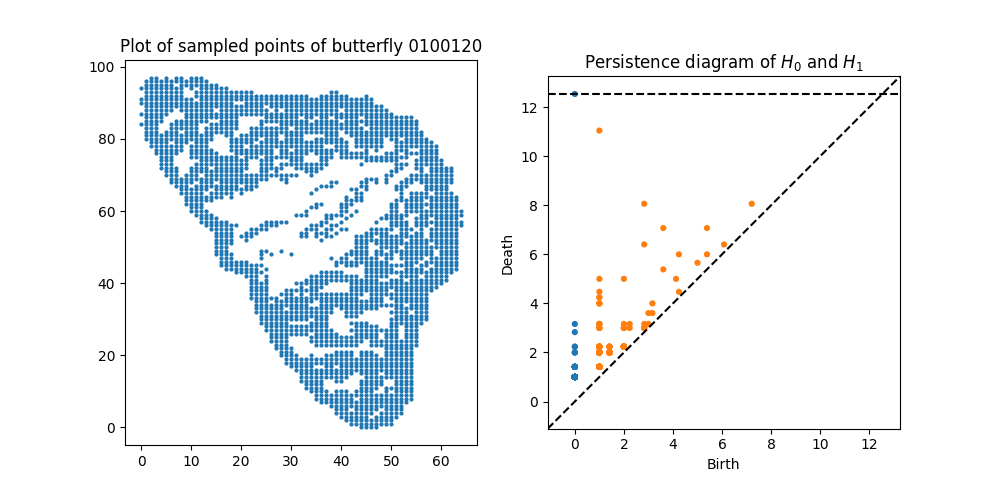 Plot of sampled points of butterfly 0100120
100
80
60
40
20
0
0 10 20 30 40 50 60
Persistence diagram of H₀ and H₁
12
10
8
6
4
2
0
Death
0 2 4 6 8 10 12
Birth